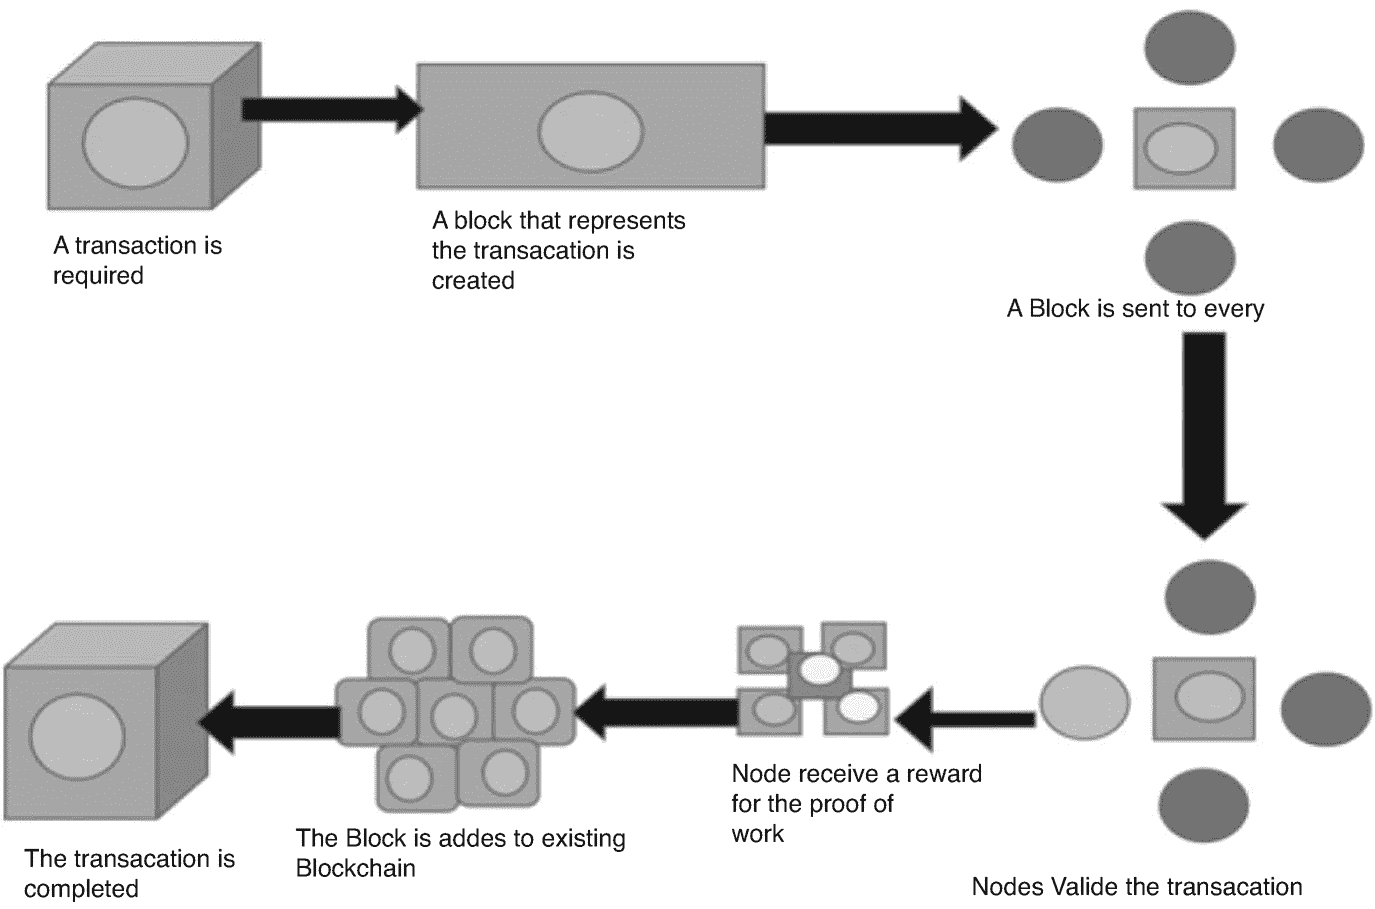 A transaction is
required
A block that represents
the transacation is
created
A Block is sent to every
Nodes Valide the transacation
Node receive a reward
for the proof of
work
The Block is addes to existing
Blockchain
The transacation is
completed